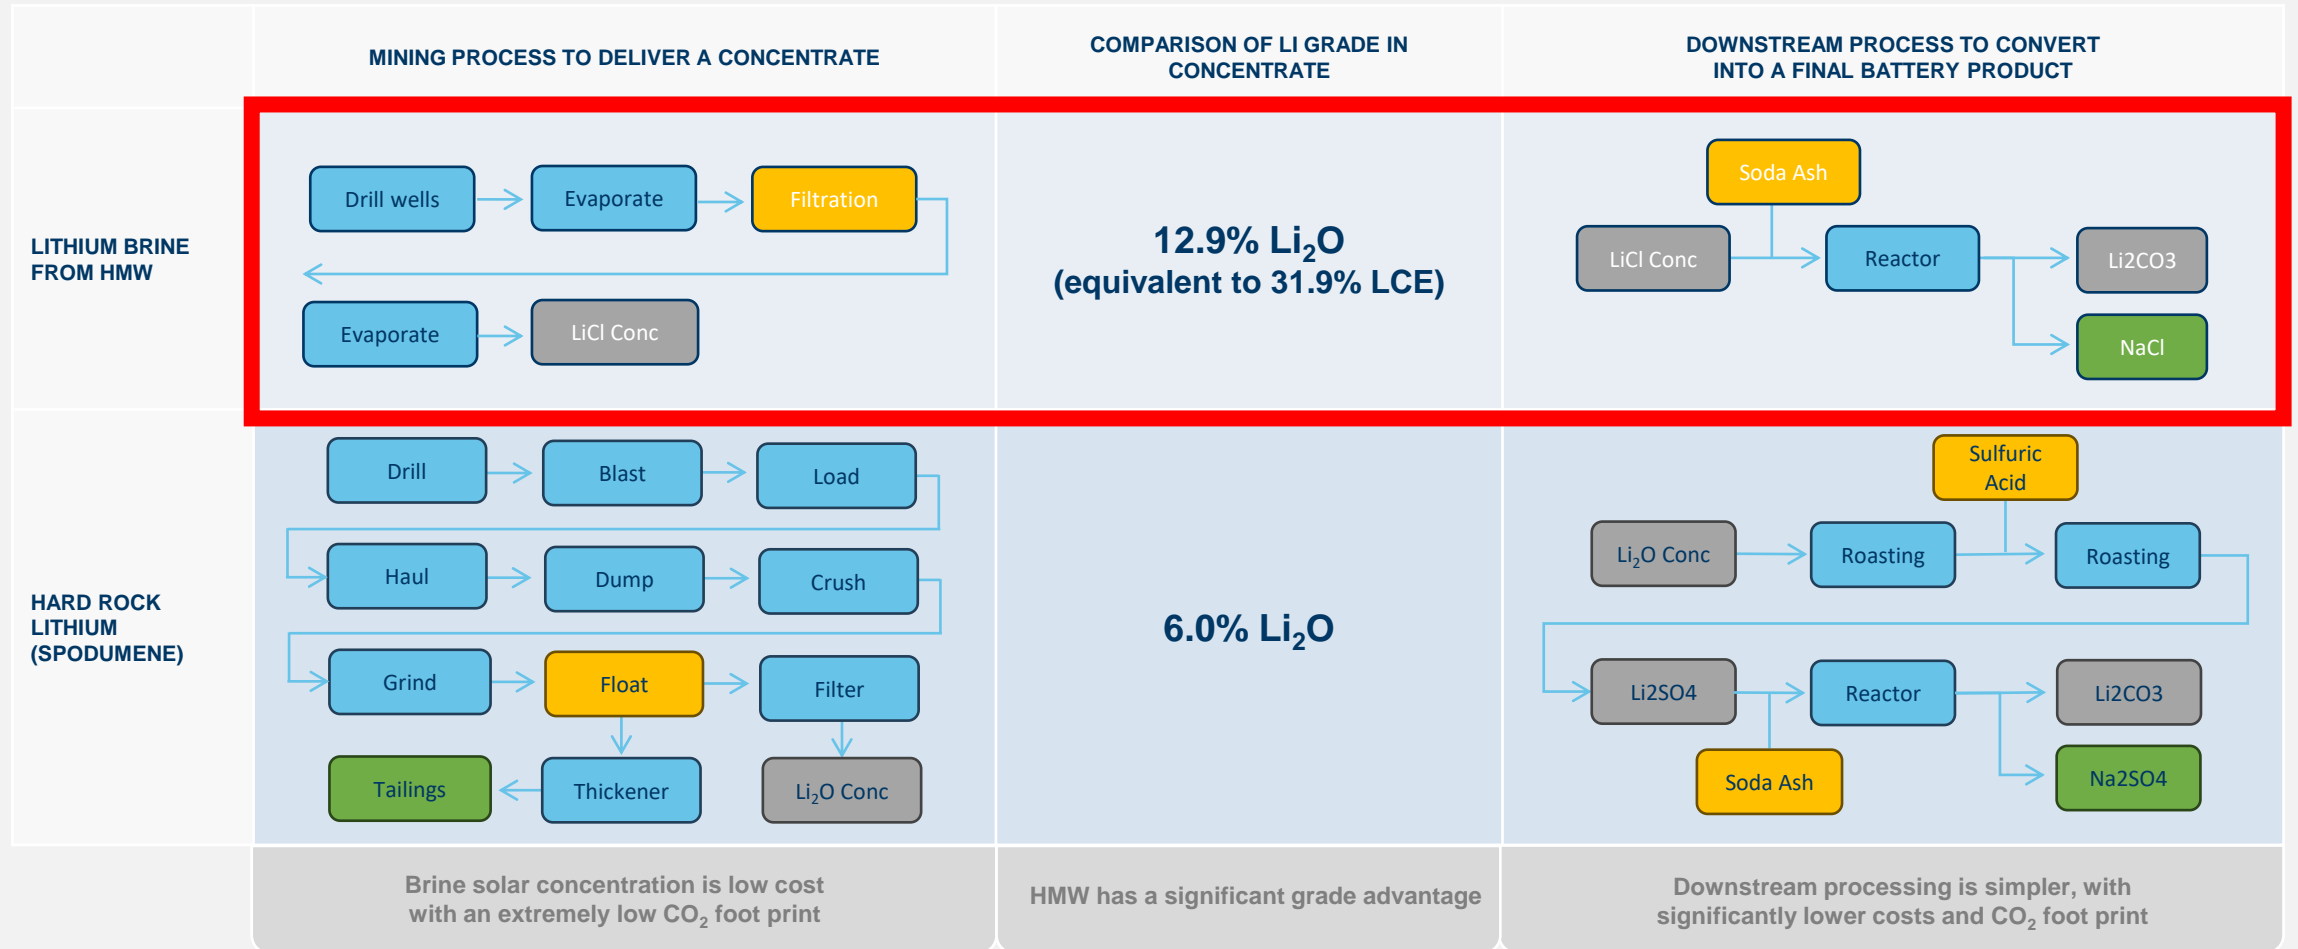 MINING PROCESS TO DELIVER A CONCENTRATE
COMPARISON OF LI GRADE IN
CONCENTRATE
DOWNSTREAM PROCESS TO CONVERT
INTO A FINAL BATTERY PRODUCT
LITHIUM BRINE
FROM HMW
Drill wells
Evaporate
Filtration
Evaporate
LiCl Conc
12.9% Li₂O
(equivalent to 31.9% LCE)
Soda Ash
LiCl Conc
Reactor
Li2CO3
NaCl
HARD ROCK
LITHIUM
(SPODUMENE)
Drill
Blast
Load
Haul
Dump
Crush
Grind
Float
Filter
Tailings
Thickener
Li₂O Conc
6.0% Li₂O
Sulfuric
Acid
Li₂O Conc
Roasting
Roasting
Li2SO4
Reactor
Li2CO3
Soda Ash
Na2SO4
Brine solar concentration is low cost
with an extremely low CO₂ foot print
HMW has a significant grade advantage
Downstream processing is simpler, with
significantly lower costs and CO₂ foot print